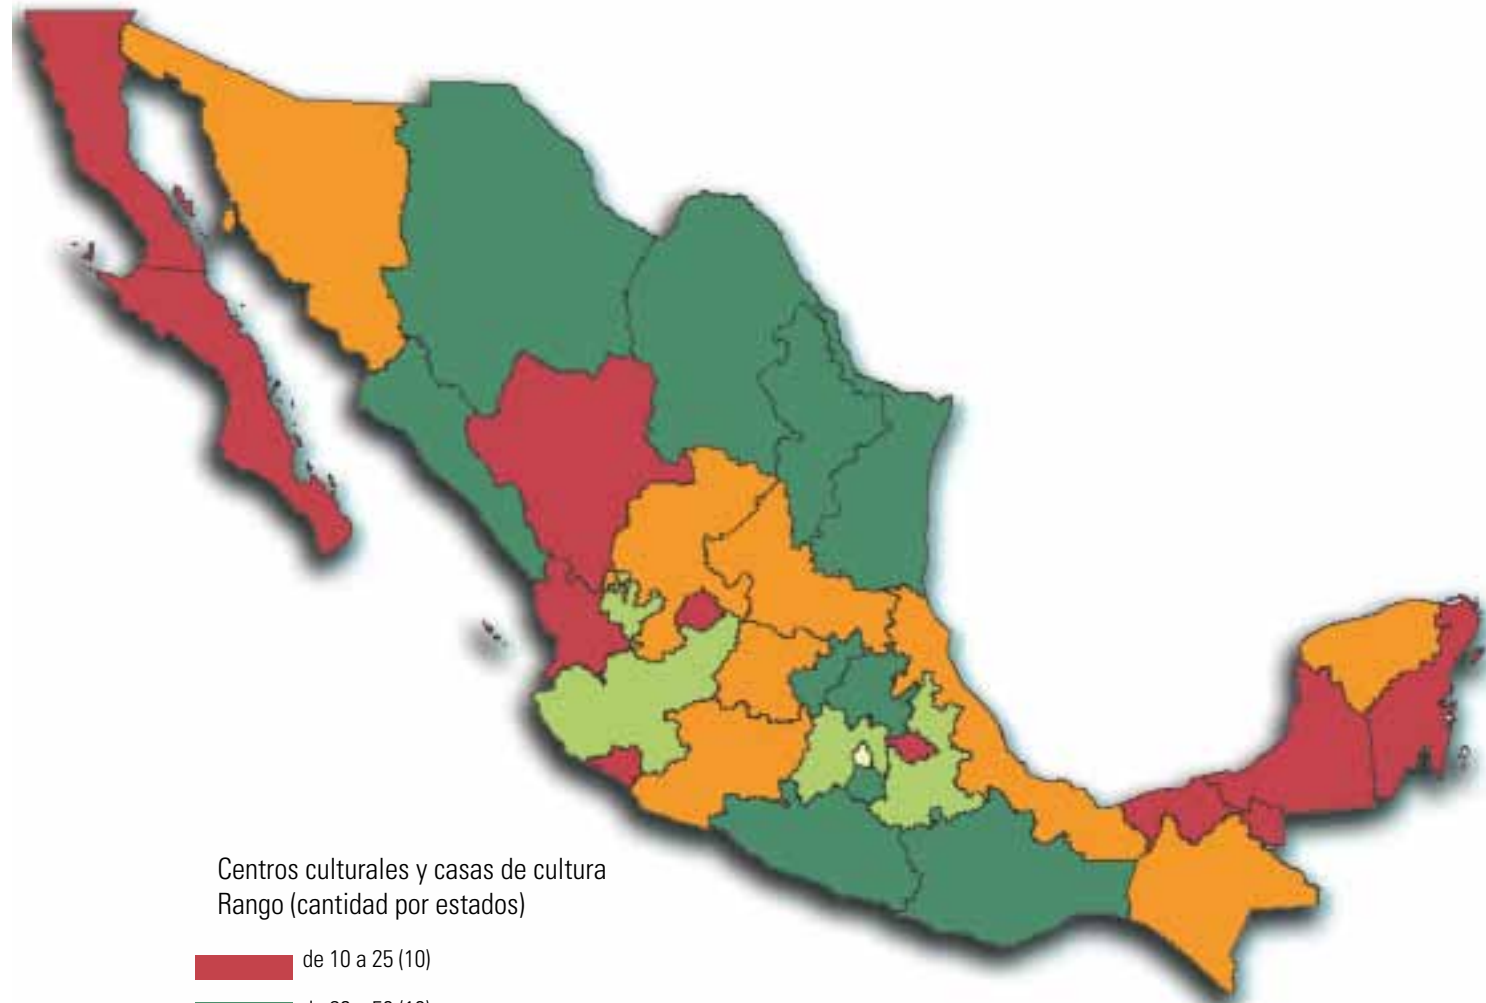 Centros culturales y casas de cultura
Rango (cantidad por estados)
de 10 a 25 (10)